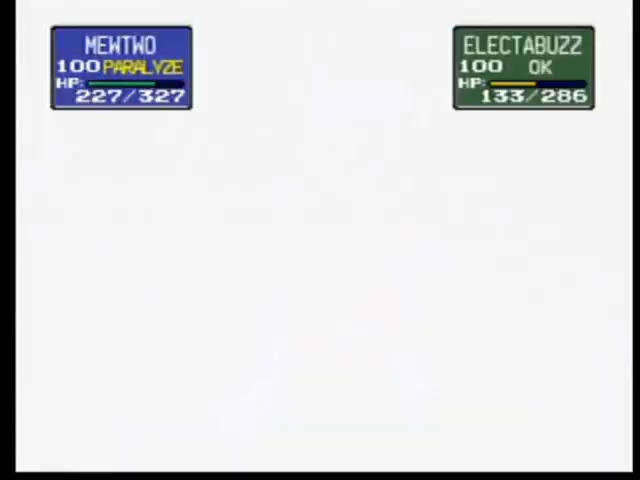 MEWTWO
100 PARALYZE
HP:
227/327
ELECTABUZZ
100 OK
HP:
133/286